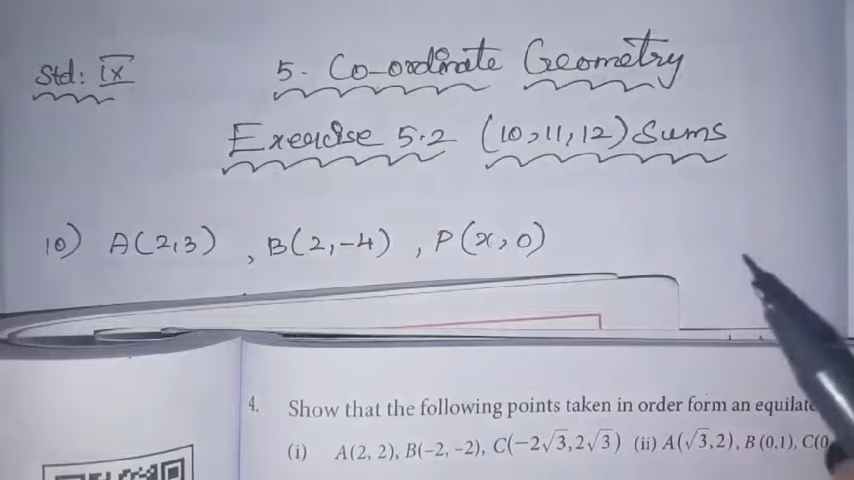 Std: IX
5. Co-ordinate Geometry
Exercise 5.2 (10,11,12) Sums
10) A(2,3) , B(2,-4) , P(x,0)
4. Show that the following points taken in order form an
(i) A(2, 2), B(−2, −2), C(−2√3,2√3) (ii) A(√3,2), B (0,1), C(0